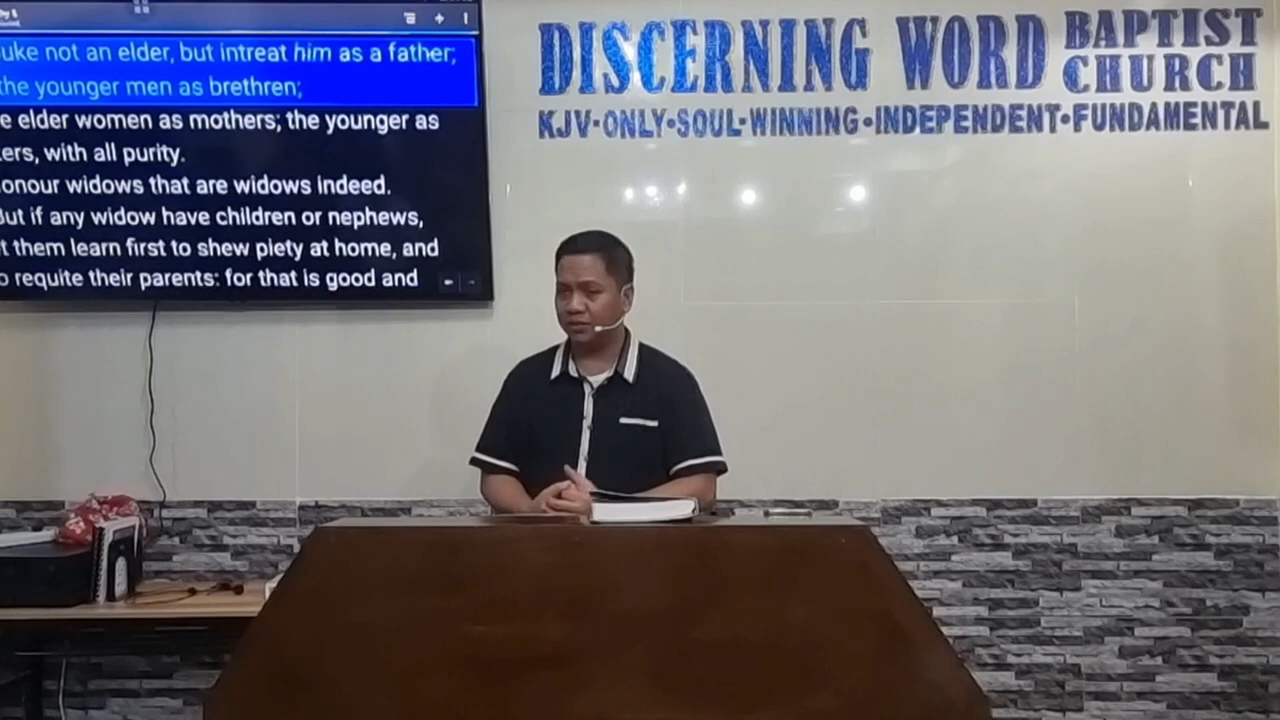 uke not an elder, but intreat him as a father;
the younger men as brethren;
e elder women as mothers; the younger as
ers, with all purity.
onour widows that are widows indeed.
But if any widow have children or nephews,
t them learn first to shew piety at home, and
o requite their parents: for that is good and
DISCERNING WORD BAPTIST CHURCH
KJV-ONLY•SOUL-WINNING•INDEPENDENT•FUNDAMENTAL